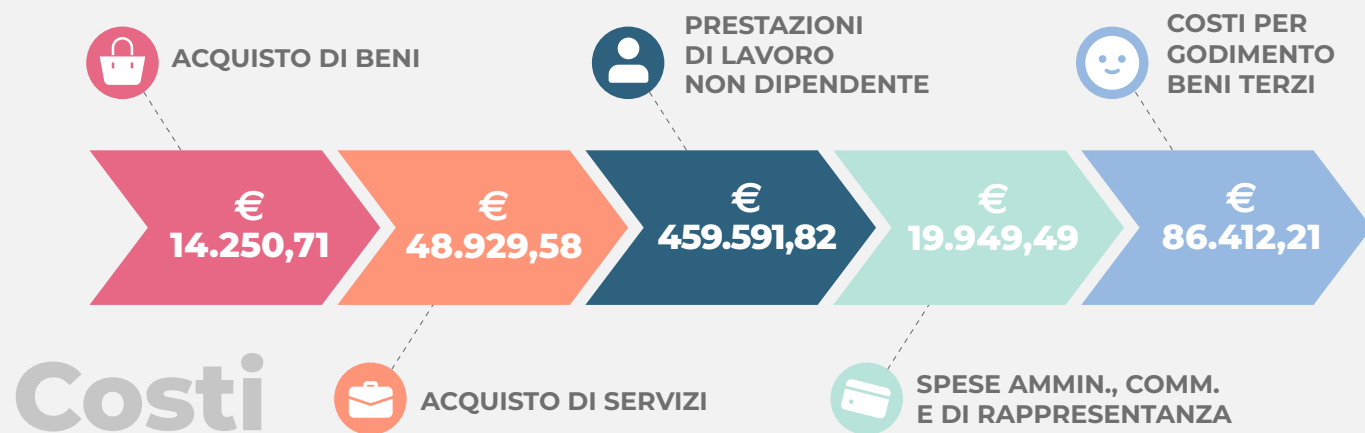 ACQUISTO DI BENI
PRESTAZIONI
DI LAVORO
NON DIPENDENTE
COSTI PER
GODIMENTO
BENI TERZI
€
14.250,71
€
48.929,58
€
459.591,82
€
19.949,49
€
86.412,21
Costi
ACQUISTO DI SERVIZI
SPESE AMMIN., COMM.
E DI RAPPRESENTANZA